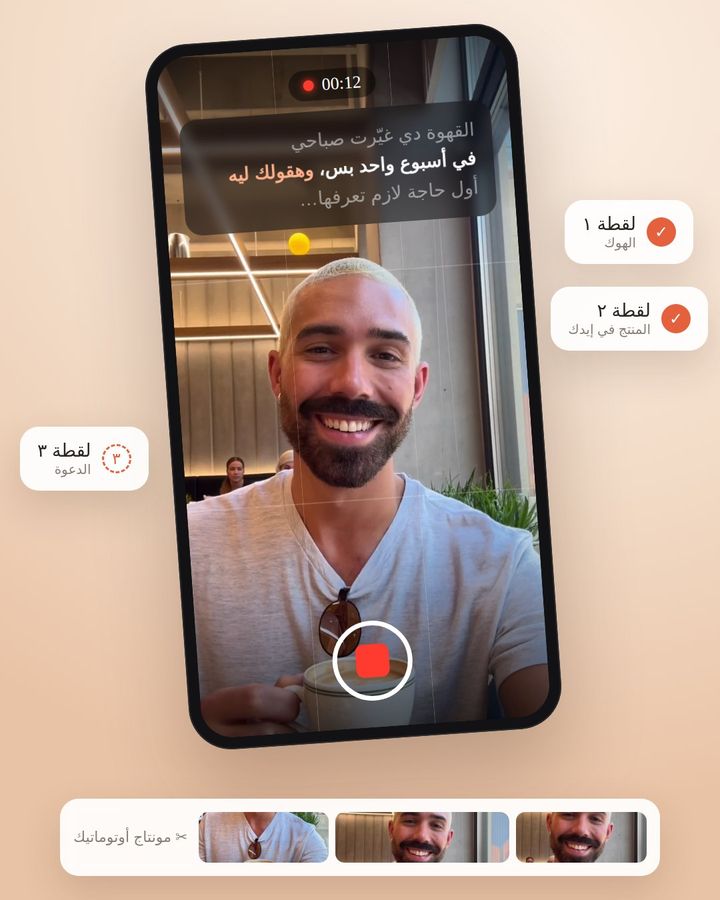 00:12
القهوة دي غيّرت صباحي
في أسبوع واحد بس، وهقولك ليه
أول حاجة لازم تعرفها...
✓ لقطة ١
الهوك
✓ لقطة ٢
المنتج في إيدك
٣ لقطة ٣
الدعوة
✂ مونتاج أوتوماتيك